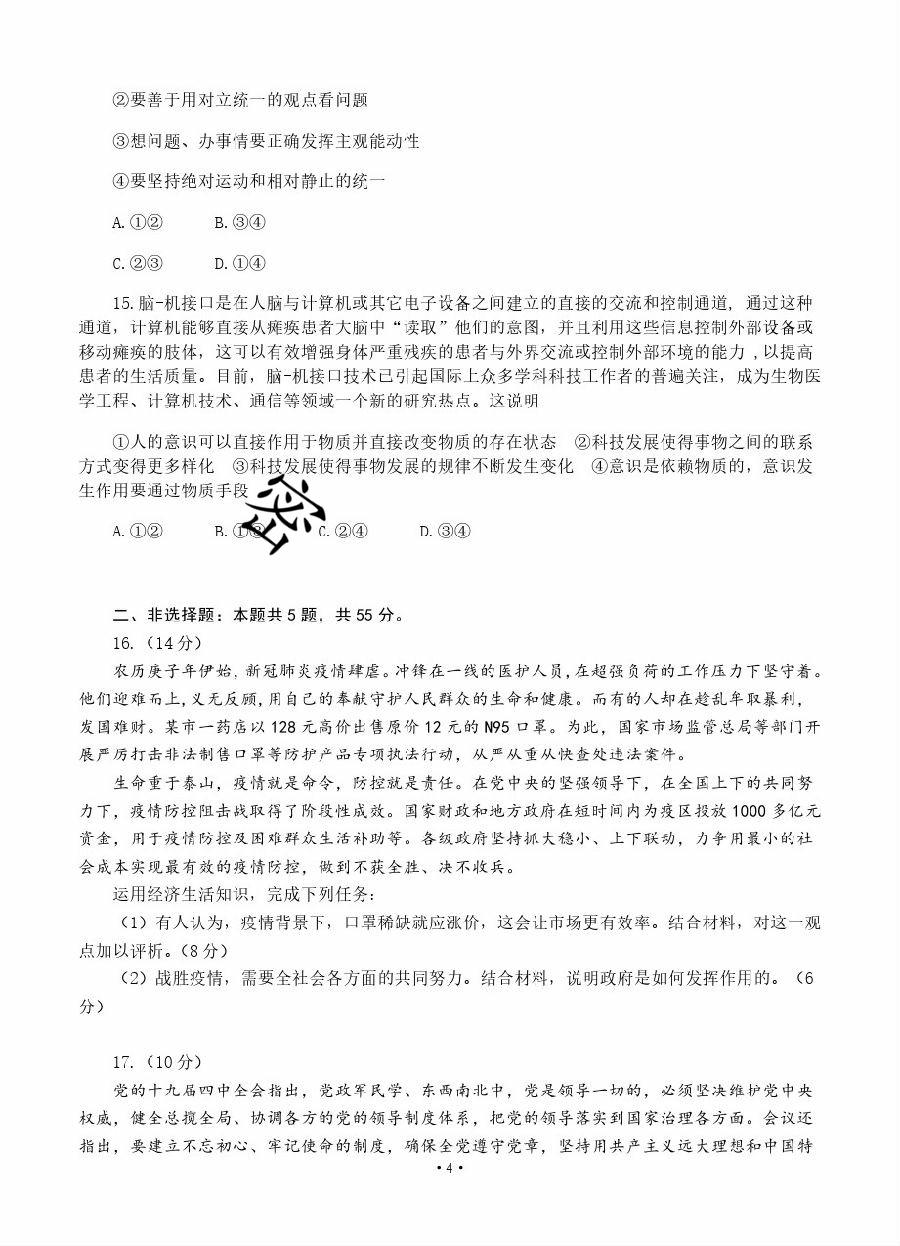 ②要善于用对立统一的观点看问题
③想问题、办事情要正确发挥主观能动性
④要坚持绝对运动和相对静止的统一
A.①② B.③④
C.②③ D.①④
15.脑-机接口是在人脑与计算机或其它电子设备之间建立的直接的交流和控制通道，通过这种
通道，计算机能够直接从瘫痪患者大脑中“读取”他们的意图，并且利用这些信息控制外部设备或
移动瘫痪的肢体，这可以有效增强身体严重残疾的患者与外界交流或控制外部环境的能力，以提高
患者的生活质量。目前，脑-机接口技术已引起国际上众多学科科技工作者的普遍关注，成为生物医
学工程、计算机技术、通信等领域一个新的研究热点。这说明
①人的意识可以直接作用于物质并直接改变物质的存在状态 ②科技发展使得事物之间的联系
方式变得更多样化 ③科技发展使得事物发展的规律不断发生变化 ④意识是依赖物质的，意识发
生作用要通过物质手段
A.①② B.①③ C.②④ D.③④
密
二、非选择题：本题共5题，共55分。
16.（14分）
农历庚子年伊始，新冠肺炎疫情肆虐。冲锋在一线的医护人员，在超强负荷的工作压力下坚守着。
他们迎难而上，义无反顾，用自己的奉献守护人民群众的生命和健康。而有的人却在趁乱牟取暴利，
发国难财。某市一药店以128元高价出售原价12元的N95口罩。为此，国家市场监管总局等部门开
展严厉打击非法制售口罩等防护产品专项执法行动，从严从重从快查处违法案件。
生命重于泰山，疫情就是命令，防控就是责任。在党中央的坚强领导下，在全国上下的共同努
力下，疫情防控阻击战取得了阶段性成效。国家财政和地方政府在短时间内为疫区投放1000多亿元
资金，用于疫情防控及困难群众生活补助等。各级政府坚持抓大稳小、上下联动，力争用最小的社
会成本实现最有效的疫情防控，做到不获全胜、决不收兵。
运用经济生活知识，完成下列任务：
（1）有人认为，疫情背景下，口罩稀缺就应涨价，这会让市场更有效率。结合材料，对这一观
点加以评析。（8分）
（2）战胜疫情，需要全社会各方面的共同努力。结合材料，说明政府是如何发挥作用的。（6
分）
17.（10分）
党的十九届四中全会指出，党政军民学、东西南北中，党是领导一切的，必须坚决维护党中央
权威，健全总揽全局、协调各方的党的领导制度体系，把党的领导落实到国家治理各方面。会议还
指出，要建立不忘初心、牢记使命的制度，确保全党遵守党章，坚持用共产主义远大理想和中国特
·4·